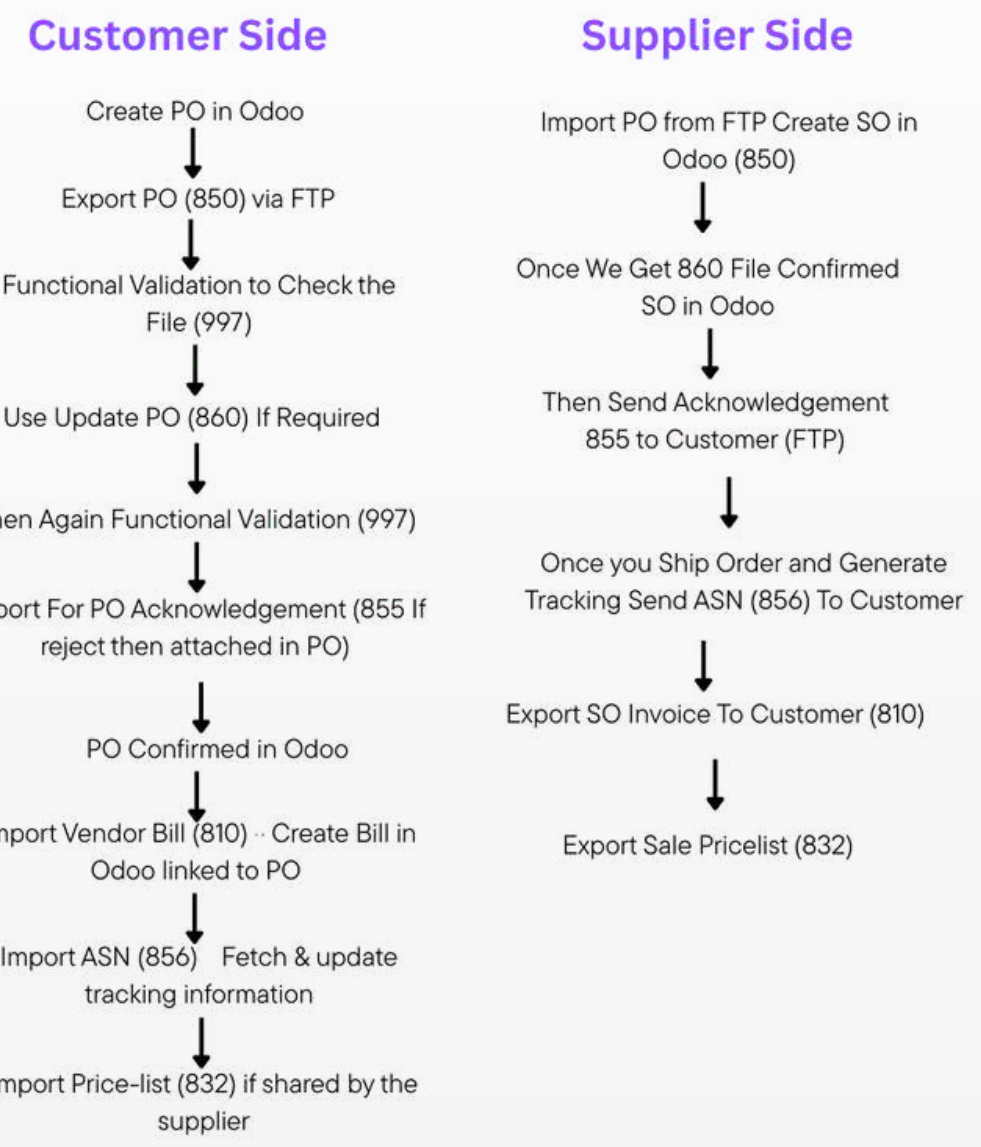 Customer Side
Create PO in Odoo
Export PO (850) via FTP
Functional Validation to Check the
File (997)
Use Update PO (860) If Required
Again Functional Validation (997)
For PO Acknowledgement (855 If
reject then attached in PO)
PO Confirmed in Odoo
Vendor Bill (810) ·· Create Bill in
Odoo linked to PO
Import ASN (856) Fetch & update
tracking information
Price-list (832) if shared by the
supplier
Supplier Side
Import PO from FTP Create SO in
Odoo (850)
Once We Get 860 File Confirmed
SO in Odoo
Then Send Acknowledgement
855 to Customer (FTP)
Once you Ship Order and Generate
Tracking Send ASN (856) To Customer
Export SO Invoice To Customer (810)
Export Sale Pricelist (832)